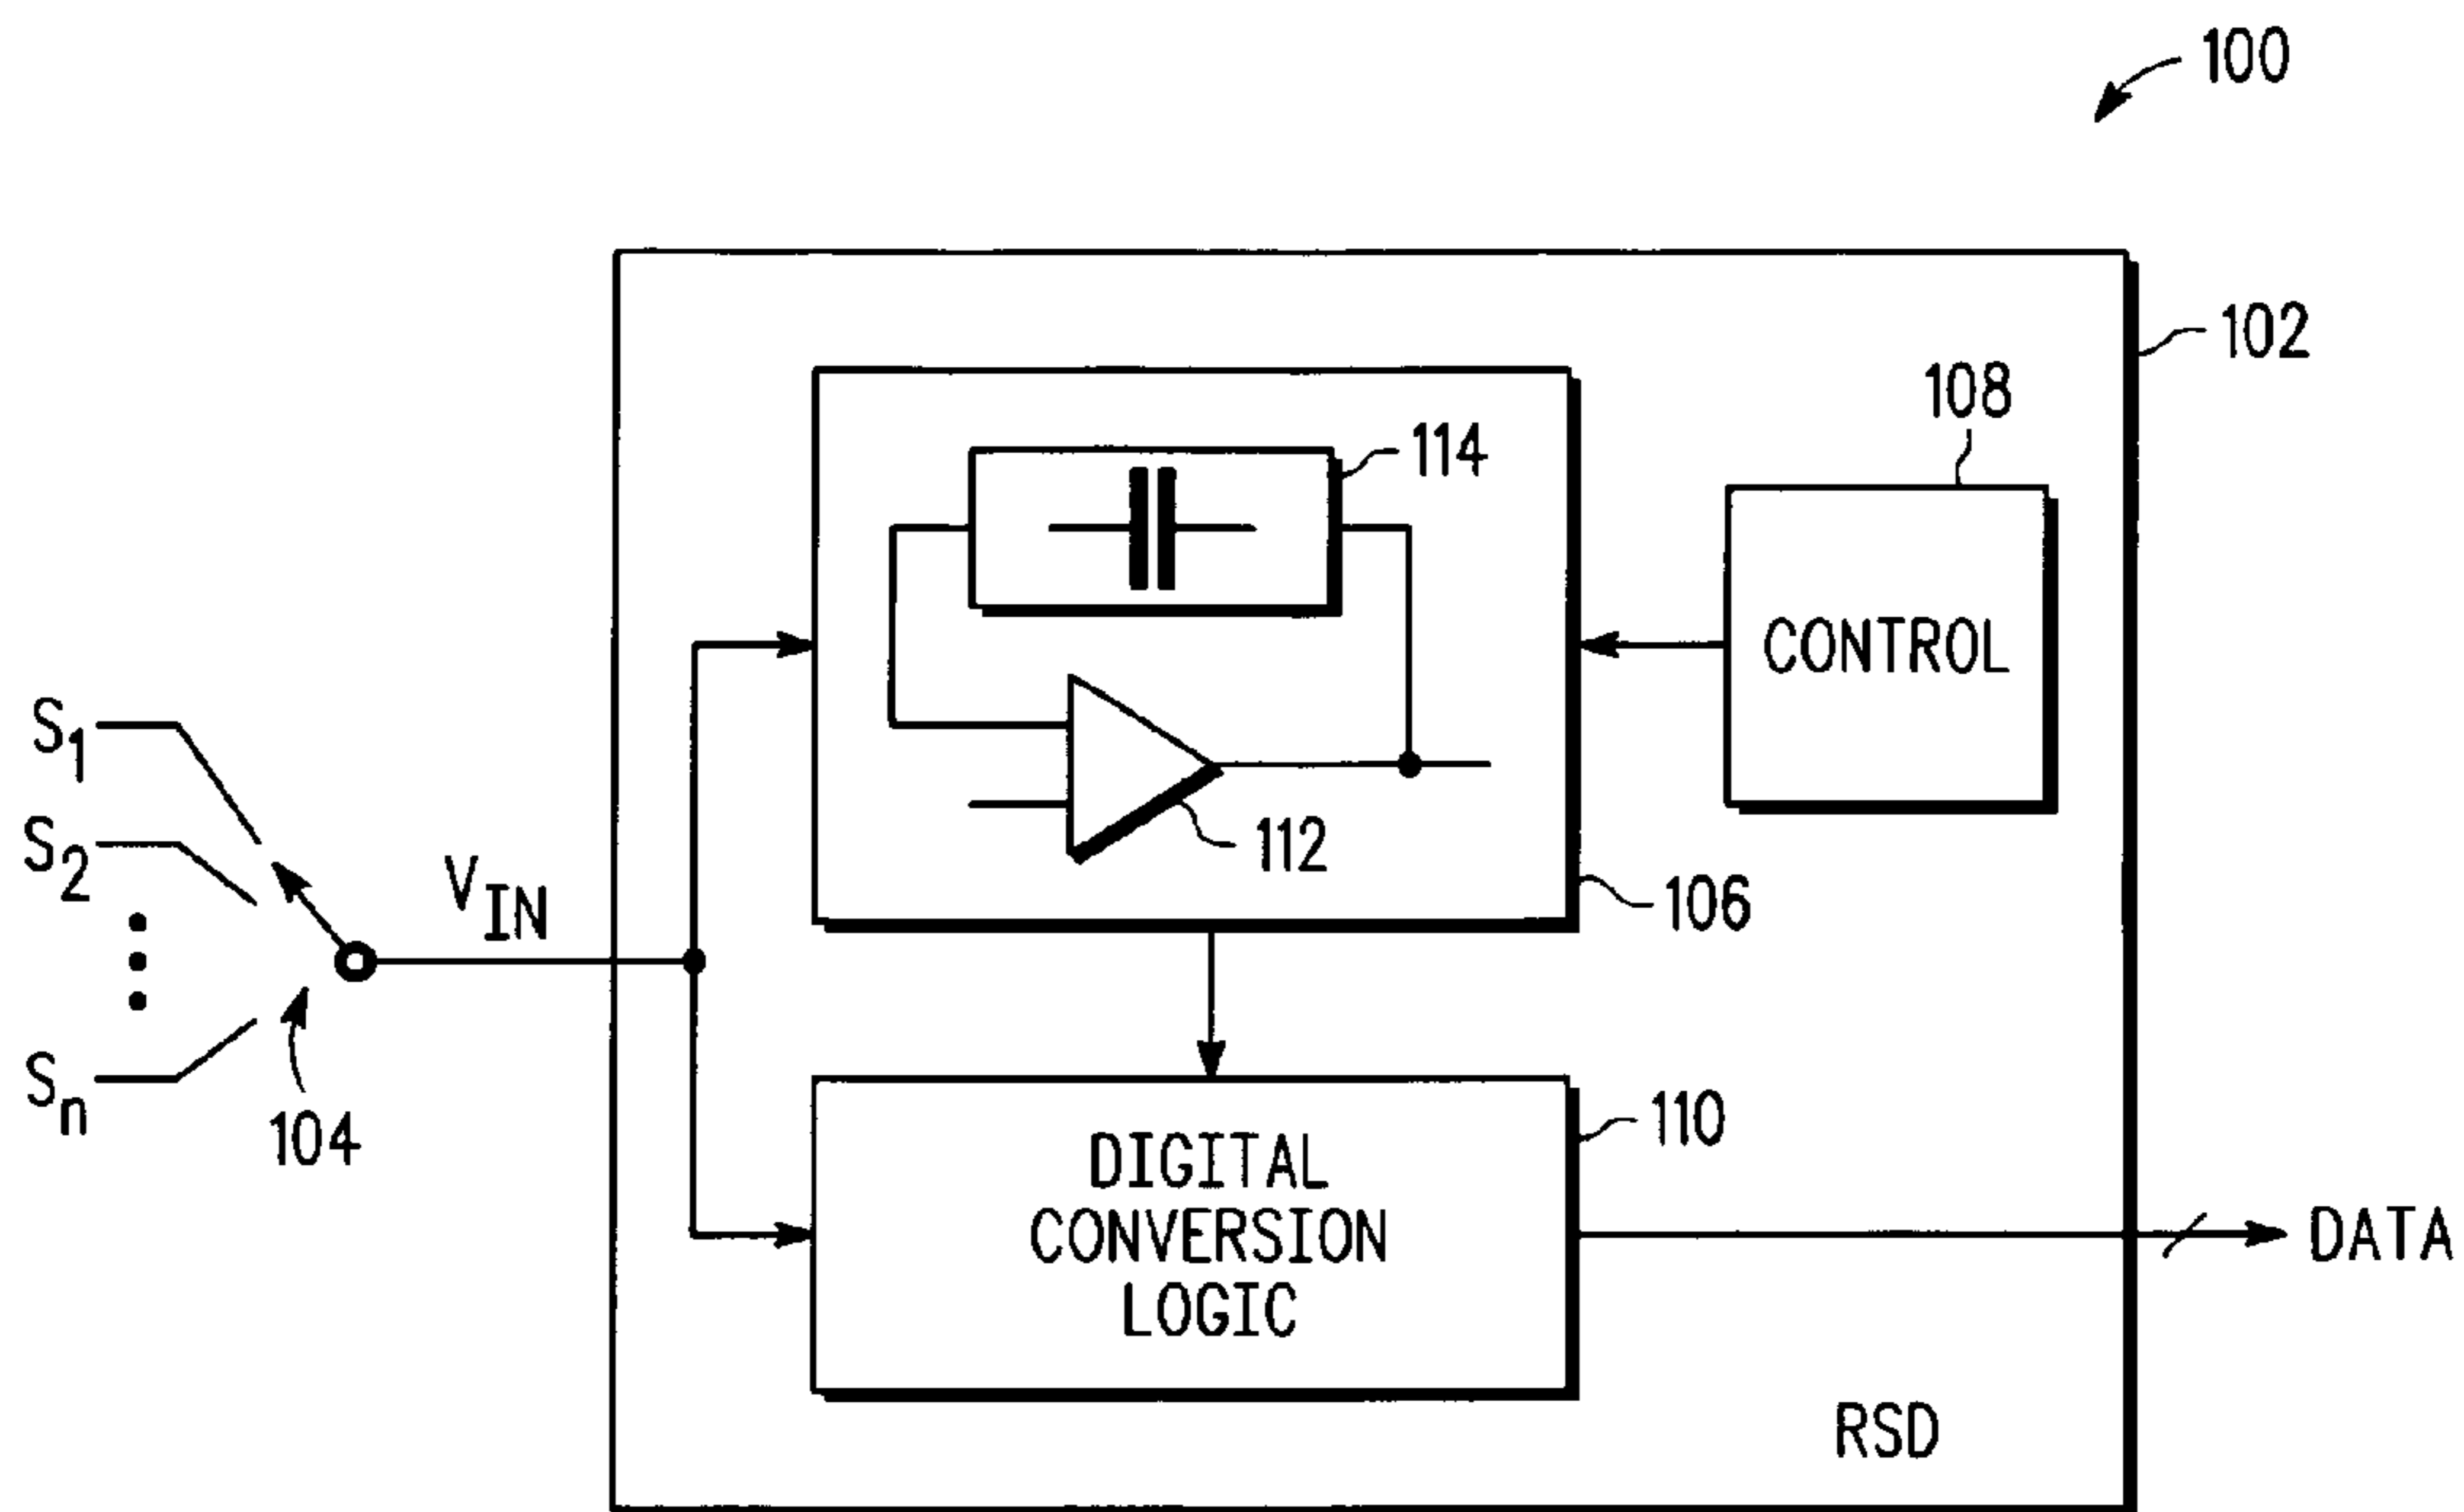 100
102
108
114
CONTROL
S1
S2
VIN
112
106
Sn
104
110
DIGITAL
CONVERSION
LOGIC
DATA
RSD